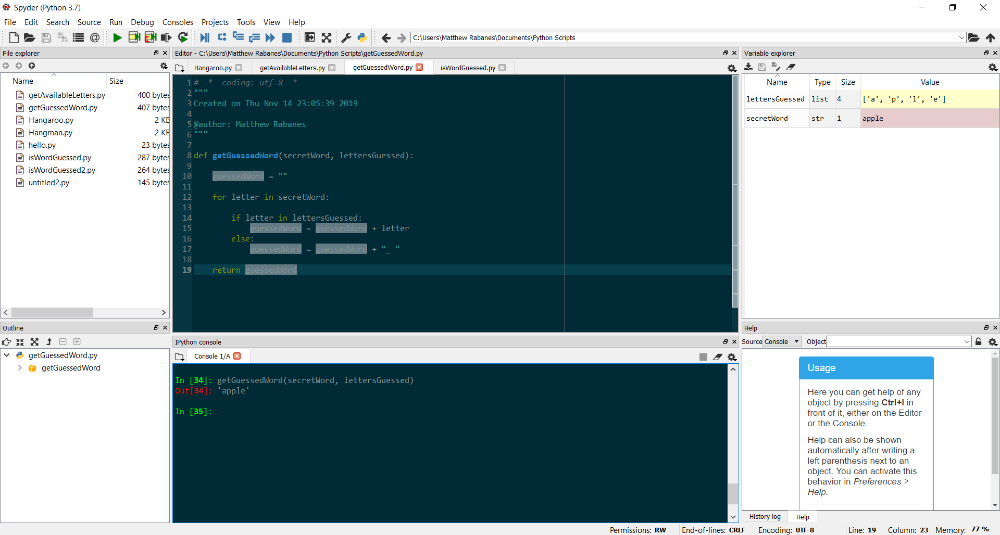 Spyder (Python 3.7)
File Edit Search Source Run Debug Consoles Projects Tools View Help
C:\Users\Matthew Rabanes\Documents\Python Scripts
File explorer
Name Size
getAvailableLetters.py 400 bytes
getGuessedWord.py 407 bytes
Hangaroo.py 2 KB
Hangman.py 2 KB
hello.py 23 bytes
isWordGuessed.py 287 bytes
isWordGuessed2.py 264 bytes
untitled2.py 145 bytes
Outline
getGuessedWord.py
getGuessedWord
Editor - C:\Users\Matthew Rabanes\Documents\Python Scripts\getGuessedWord.py
Hangaroo.py getAvailableLetters.py getGuessedWord.py isWordGuessed.py
1 # -*- coding: utf-8 -*-
2 """
3 Created on Thu Nov 14 23:05:39 2019
4
5 @author: Matthew Rabanes
6 """
7
8 def getGuessedWord(secretWord, lettersGuessed):
9
10 guessedWord = ""
11
12 for letter in secretWord:
13
14 if letter in lettersGuessed:
15 guessedWord = guessedWord + letter
16 else:
17 guessedWord = guessedWord + "_ "
18
19 return guessedWord
IPython console
Console 1/A
In [34]: getGuessedWord(secretWord, lettersGuessed)
Out[34]: 'apple'
In [35]:
Variable explorer
Name Type Size Value
lettersGuessed list 4 ['a', 'p', 'l', 'e']
secretWord str 1 apple
Help
Source Console Object
Usage
Here you can get help of any
object by pressing Ctrl+I in
front of it, either on the Editor
or the Console.
Help can also be shown
automatically after writing a
left parenthesis next to an
object. You can activate this
behavior in Preferences >
Help.
History log Help
Permissions: RW End-of-lines: CRLF Encoding: UTF-8 Line: 19 Column: 23 Memory: 77 %